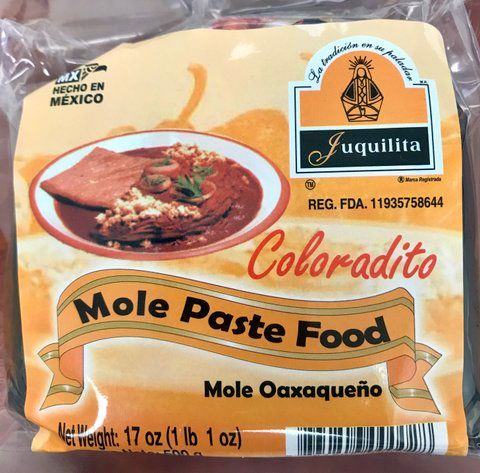 MX
HECHO EN
MÉXICO
La tradición en su paladar
M.R.
Juquilita
TM
® Marca Registrada
REG. FDA. 11935758644
Coloradito
Mole Paste Food
Mole Oaxaqueño
Net Weight: 17 oz (1 lb 1 oz)